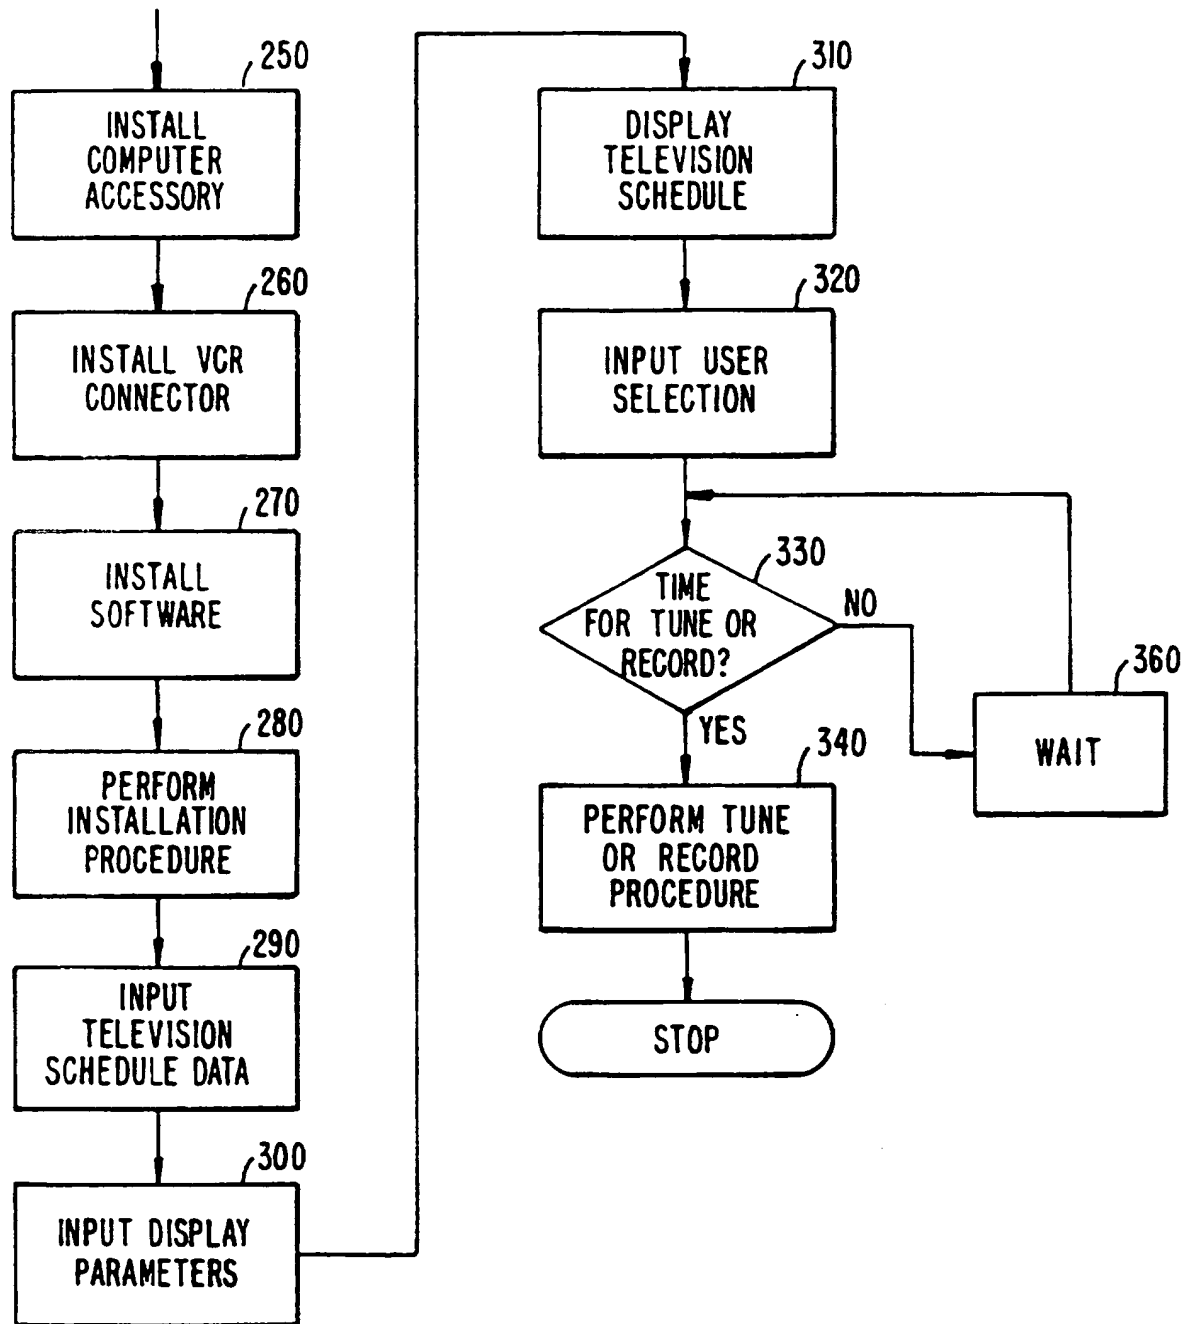 250
INSTALL
COMPUTER
ACCESSORY
260
INSTALL VCR
CONNECTOR
270
INSTALL
SOFTWARE
280
PERFORM
INSTALLATION
PROCEDURE
290
INPUT
TELEVISION
SCHEDULE DATA
300
INPUT DISPLAY
PARAMETERS
310
DISPLAY
TELEVISION
SCHEDULE
320
INPUT USER
SELECTION
330
TIME
FOR TUNE OR
RECORD?
NO
YES
360
WAIT
340
PERFORM TUNE
OR RECORD
PROCEDURE
STOP